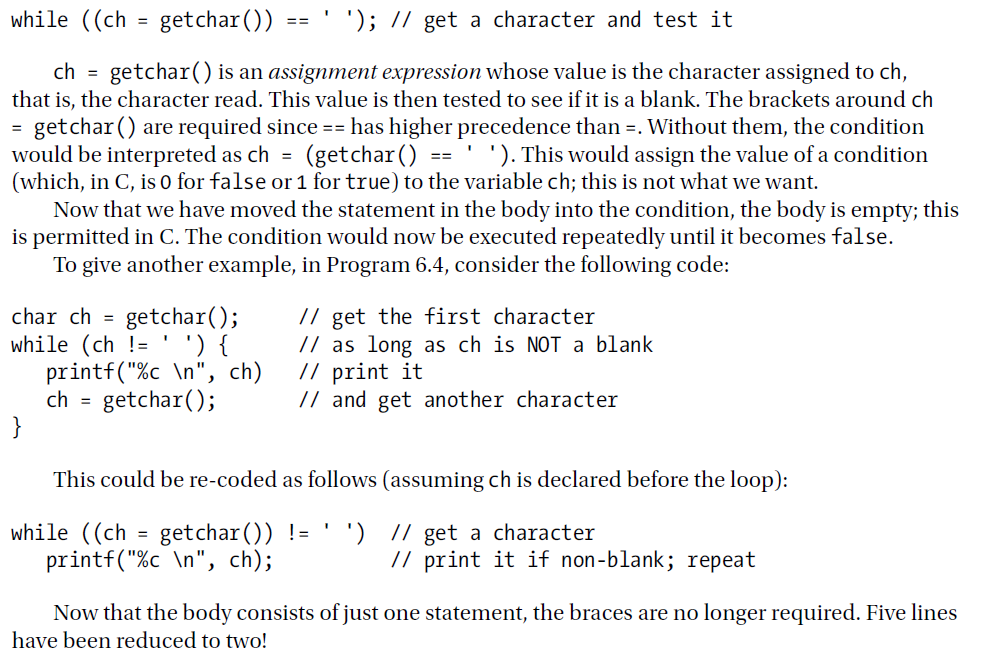 while ((ch = getchar()) == ' '); // get a character and test it
ch = getchar() is an assignment expression whose value is the character assigned to ch,
that is, the character read. This value is then tested to see if it is a blank. The brackets around ch
= getchar() are required since == has higher precedence than =. Without them, the condition
would be interpreted as ch = (getchar() == ' '). This would assign the value of a condition
(which, in C, is 0 for false or 1 for true) to the variable ch; this is not what we want.
Now that we have moved the statement in the body into the condition, the body is empty; this
is permitted in C. The condition would now be executed repeatedly until it becomes false.
To give another example, in Program 6.4, consider the following code:
char ch = getchar();     // get the first character
while (ch != ' ') {      // as long as ch is NOT a blank
   printf("%c \n", ch)   // print it
   ch = getchar();       // and get another character
}
This could be re-coded as follows (assuming ch is declared before the loop):
while ((ch = getchar()) != ' ')  // get a character
   printf("%c \n", ch);          // print it if non-blank; repeat
Now that the body consists of just one statement, the braces are no longer required. Five lines
have been reduced to two!